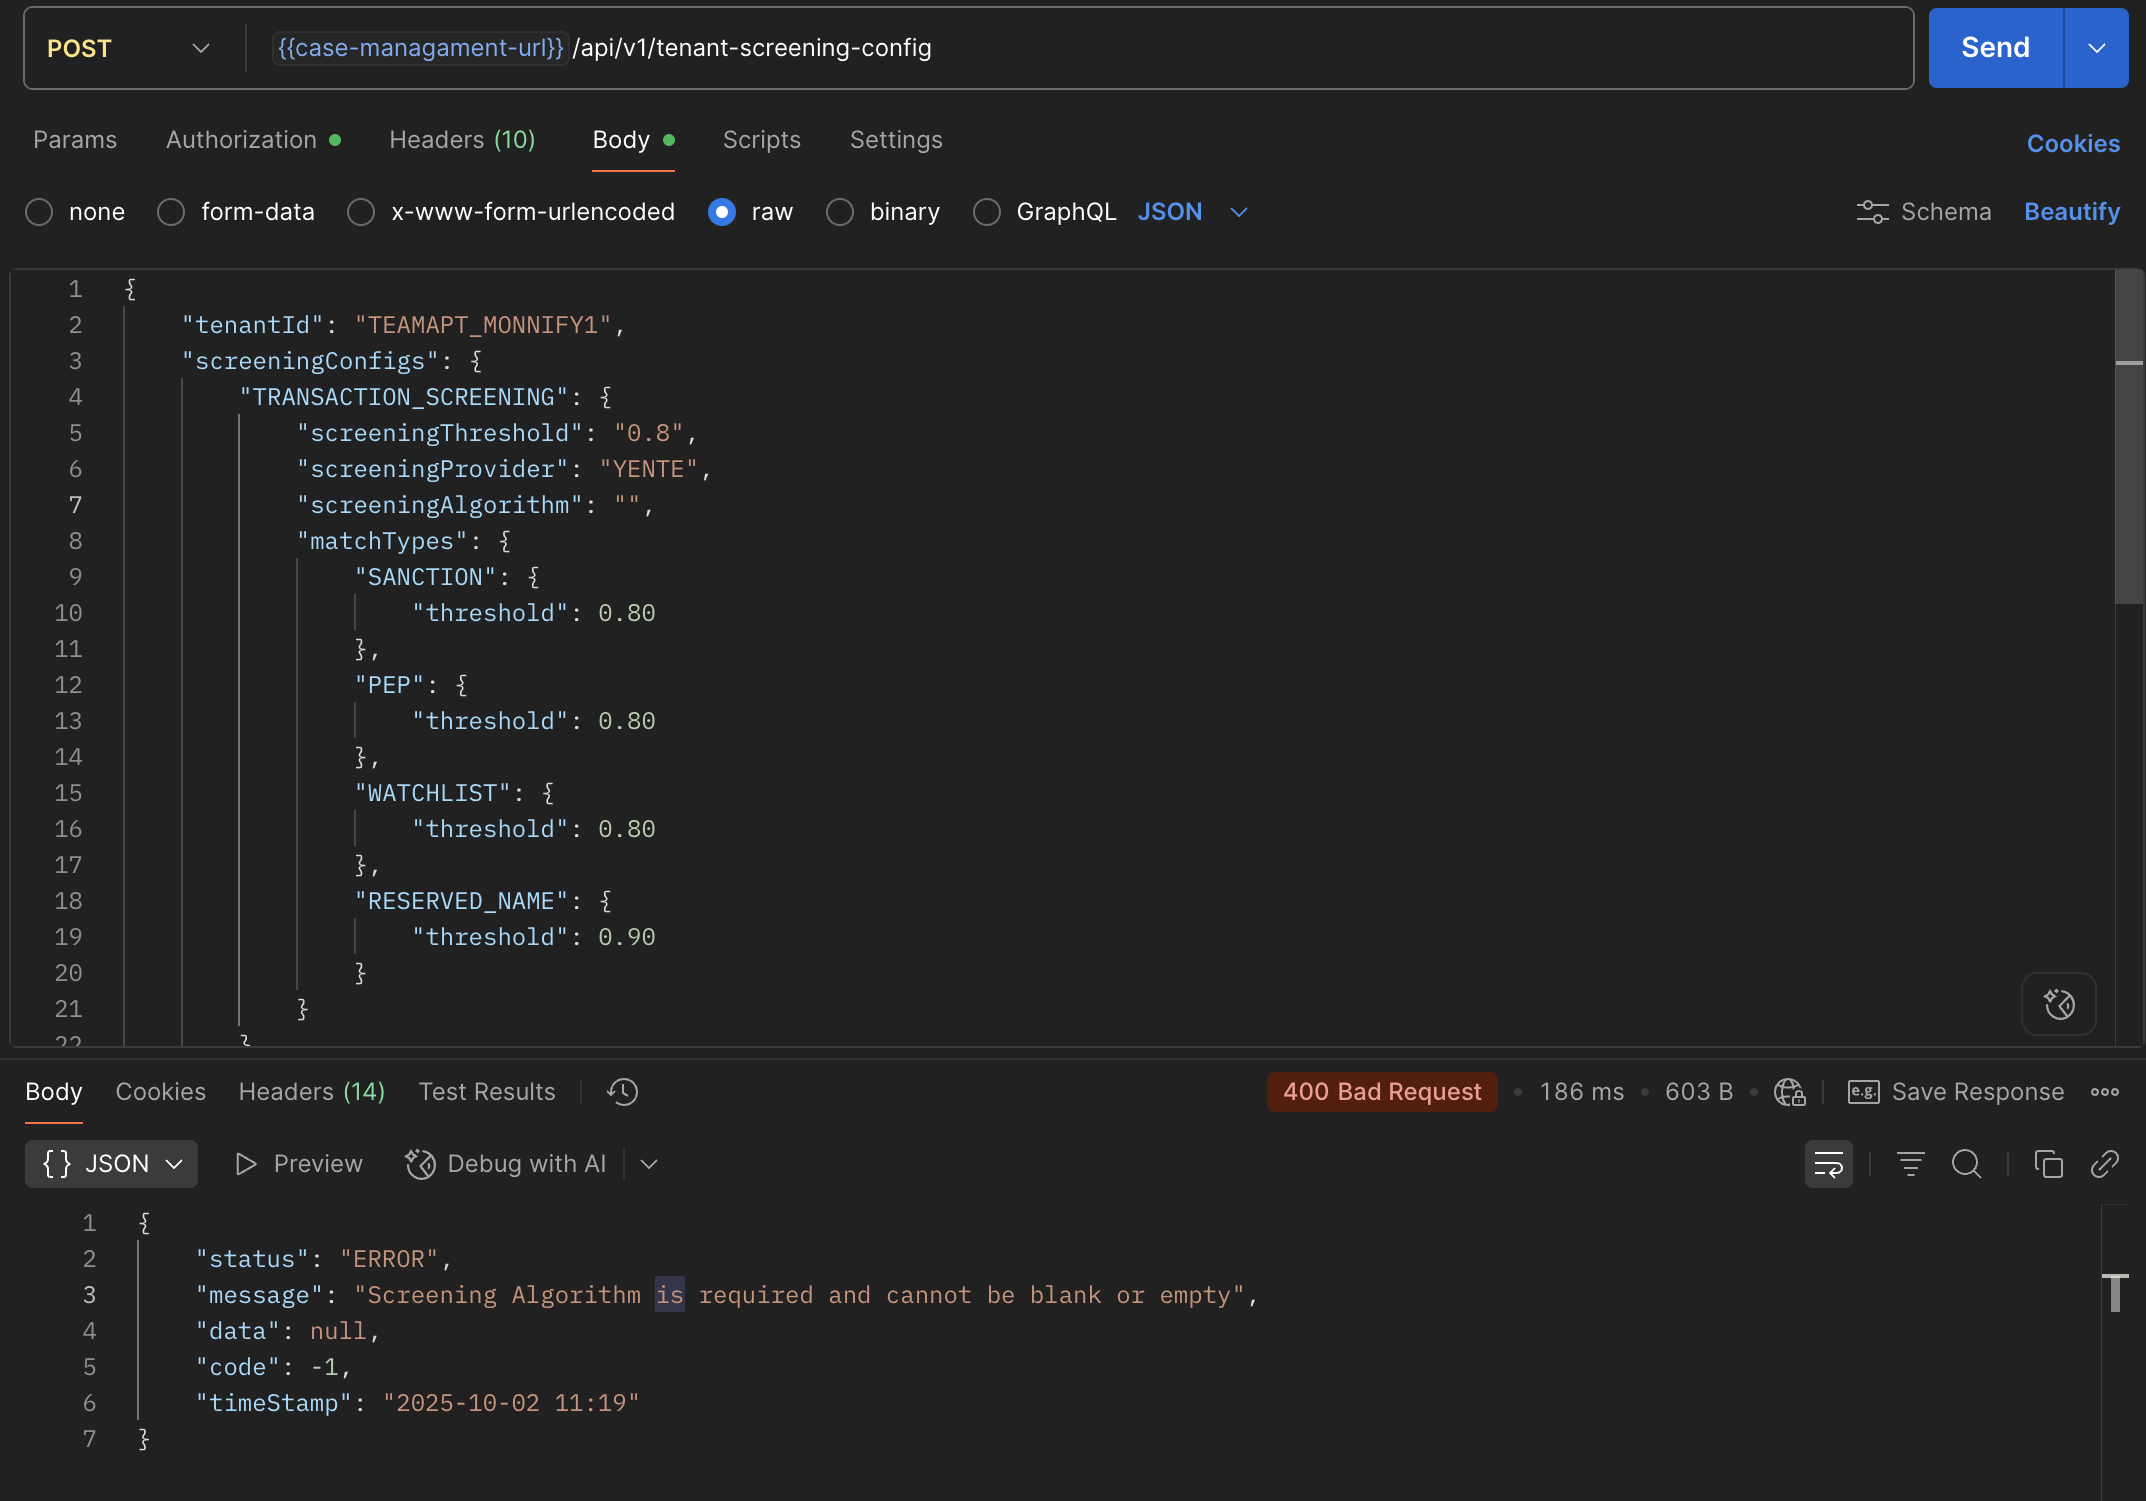 POST {{case-managament-url}}/api/v1/tenant-screening-config Send
Params Authorization Headers (10) Body Scripts Settings Cookies
none form-data x-www-form-urlencoded raw binary GraphQL JSON Schema Beautify
1 {
2 "tenantId": "TEAMAPT_MONNIFY1",
3 "screeningConfigs": {
4 "TRANSACTION_SCREENING": {
5 "screeningThreshold": "0.8",
6 "screeningProvider": "YENTE",
7 "screeningAlgorithm": "",
8 "matchTypes": {
9 "SANCTION": {
10 "threshold": 0.80
11 },
12 "PEP": {
13 "threshold": 0.80
14 },
15 "WATCHLIST": {
16 "threshold": 0.80
17 },
18 "RESERVED_NAME": {
19 "threshold": 0.90
20 }
21 }
22 }
Body Cookies Headers (14) Test Results 400 Bad Request 186 ms 603 B e.g. Save Response
{} JSON Preview Debug with AI
1 {
2 "status": "ERROR",
3 "message": "Screening Algorithm is required and cannot be blank or empty",
4 "data": null,
5 "code": -1,
6 "timeStamp": "2025-10-02 11:19"
7 }